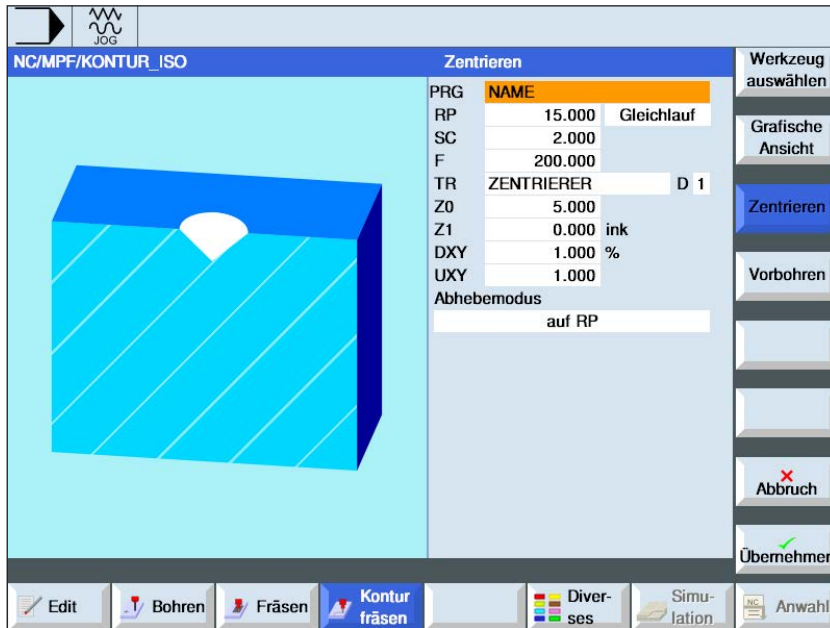 JOG
NC/MPF/KONTUR_ISO
Zentrieren
PRG NAME
RP 15.000 Gleichlauf
SC 2.000
F 200.000
TR ZENTRIERER D 1
Z0 5.000
Z1 0.000 ink
DXY 1.000 %
UXY 1.000
Abhebemodus
auf RP
Werkzeug
auswählen
Grafische
Ansicht
Zentrieren
Vorbohren
Abbruch
Übernehmen
Edit
Bohren
Fräsen
Kontur
fräsen
Diver-
ses
Simu-
lation
NC
Anwahl